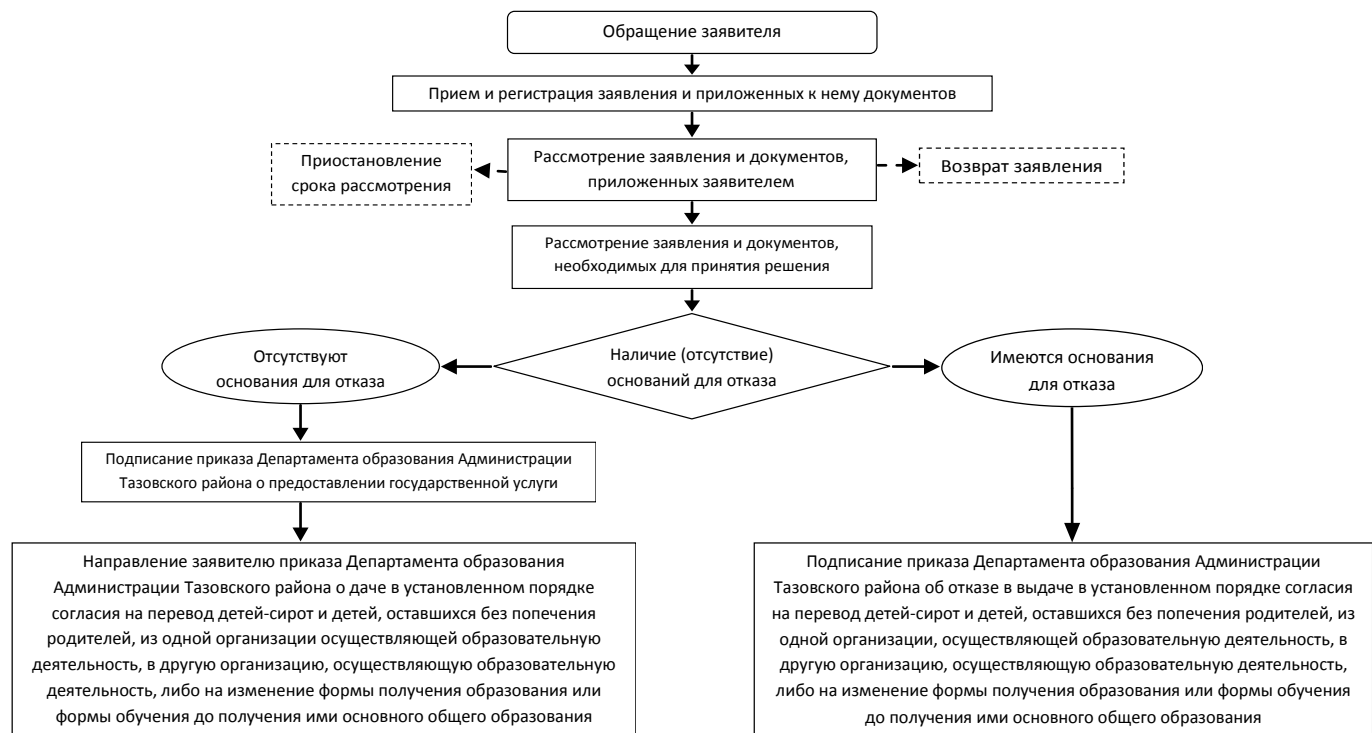 Обращение заявителя
Прием и регистрация заявления и приложенных к нему документов
Приостановление
срока рассмотрения
Рассмотрение заявления и документов,
приложенных заявителем
Возврат заявления
Рассмотрение заявления и документов,
необходимых для принятия решения
Отсутствуют
основания для отказа
Наличие (отсутствие)
оснований для отказа
Имеются основания
для отказа
Подписание приказа Департамента образования Администрации
Тазовского района о предоставлении государственной услуги
Направление заявителю приказа Департамента образования
Администрации Тазовского района о даче в установленном порядке
согласия на перевод детей-сирот и детей, оставшихся без попечения
родителей, из одной организации осуществляющей образовательную
деятельность, в другую организацию, осуществляющую образовательную
деятельность, либо на изменение формы получения образования или
формы обучения до получения ими основного общего образования
Подписание приказа Департамента образования Администрации
Тазовского района об отказе в выдаче в установленном порядке согласия
на перевод детей-сирот и детей, оставшихся без попечения родителей, из
одной организации, осуществляющей образовательную деятельность, в
другую организацию, осуществляющую образовательную деятельность,
либо на изменение формы получения образования или формы обучения
до получения ими основного общего образования